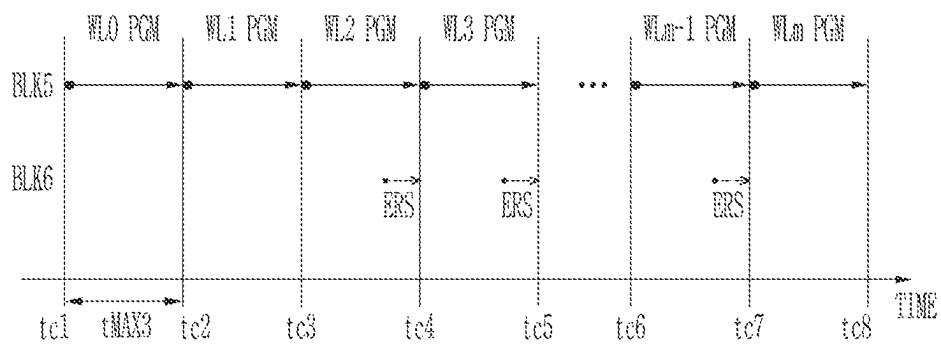 WL0 PGM WL1 PGM WL2 PGM WL3 PGM WLm-1 PGM WLm PGM
BLK5 ...
BLK6
ERS ERS ERS
TIME
tMAX3
tc1 tc2 tc3 tc4 tc5 tc6 tc7 tc8